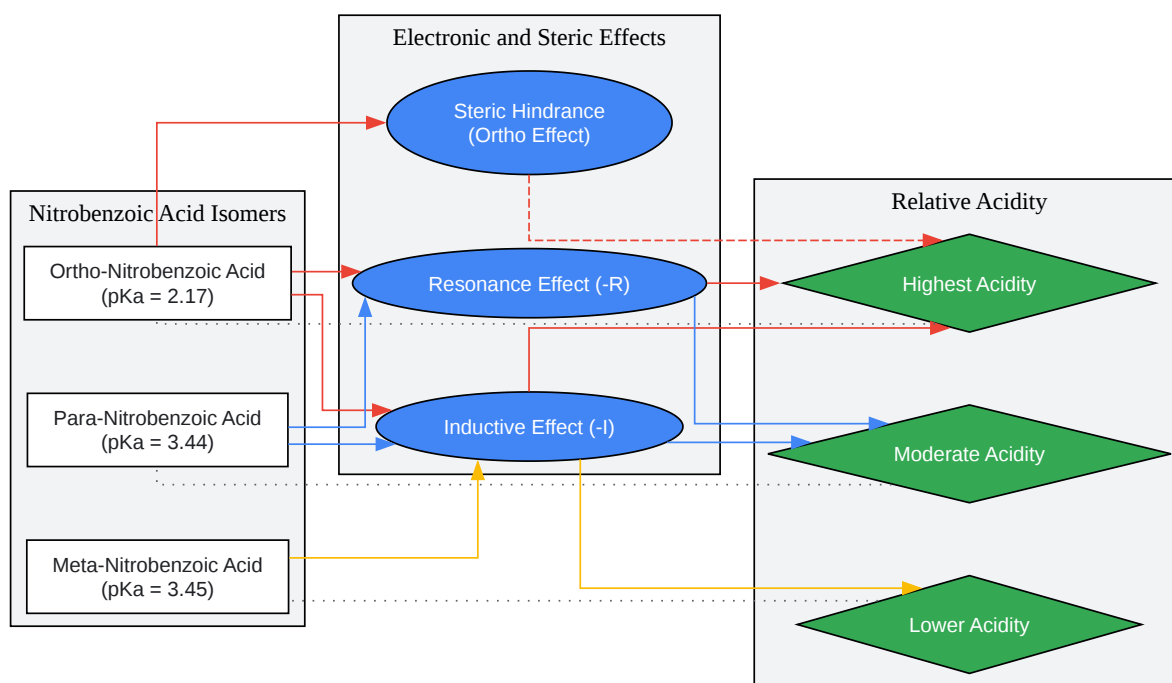 Electronic and Steric Effects
Steric Hindrance
(Ortho Effect)
Nitrobenzoic Acid Isomers
Relative Acidity
Ortho-Nitrobenzoic Acid
(pKa = 2.17)
Resonance Effect (-R)
Highest Acidity
Para-Nitrobenzoic Acid
(pKa = 3.44)
Inductive Effect (-I)
Moderate Acidity
Meta-Nitrobenzoic Acid
(pKa = 3.45)
Lower Acidity